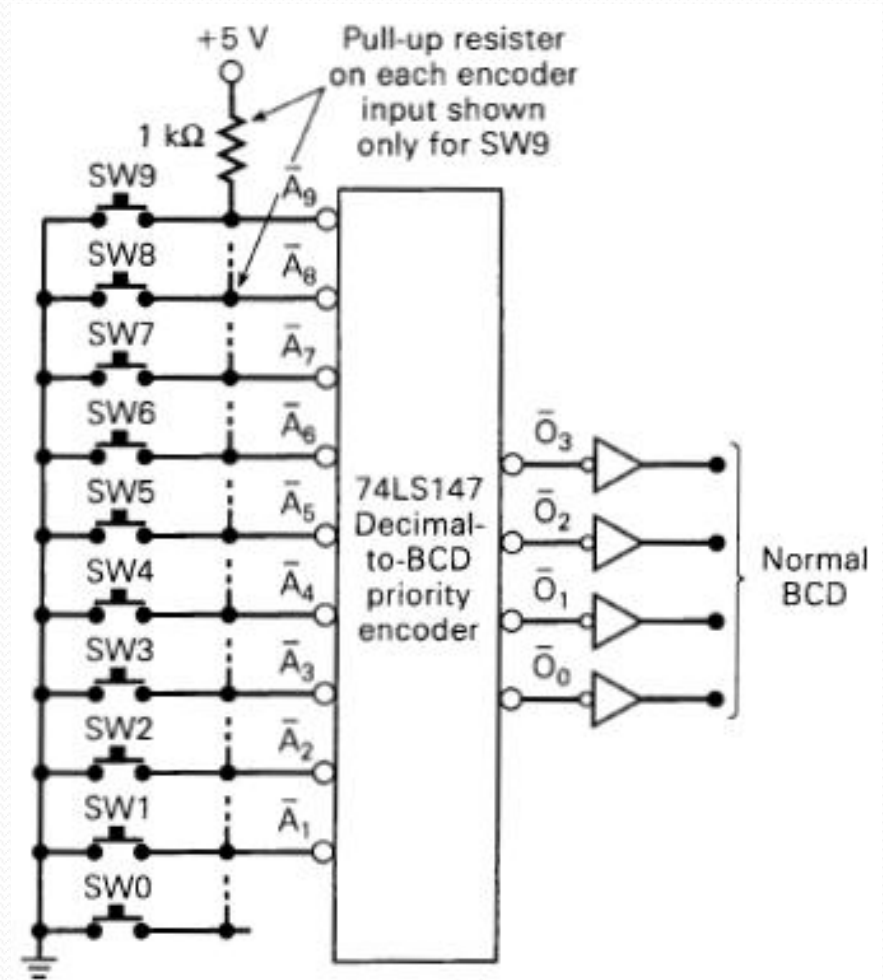 +5 V
Pull-up resister
on each encoder
input shown
only for SW9
1 kΩ
SW9
A̅₉
SW8
A̅₈
SW7
A̅₇
SW6
A̅₆
SW5
A̅₅
SW4
A̅₄
SW3
A̅₃
SW2
A̅₂
SW1
A̅₁
SW0
74LS147
Decimal-
to-BCD
priority
encoder
O̅₃
O̅₂
O̅₁
O̅₀
Normal
BCD